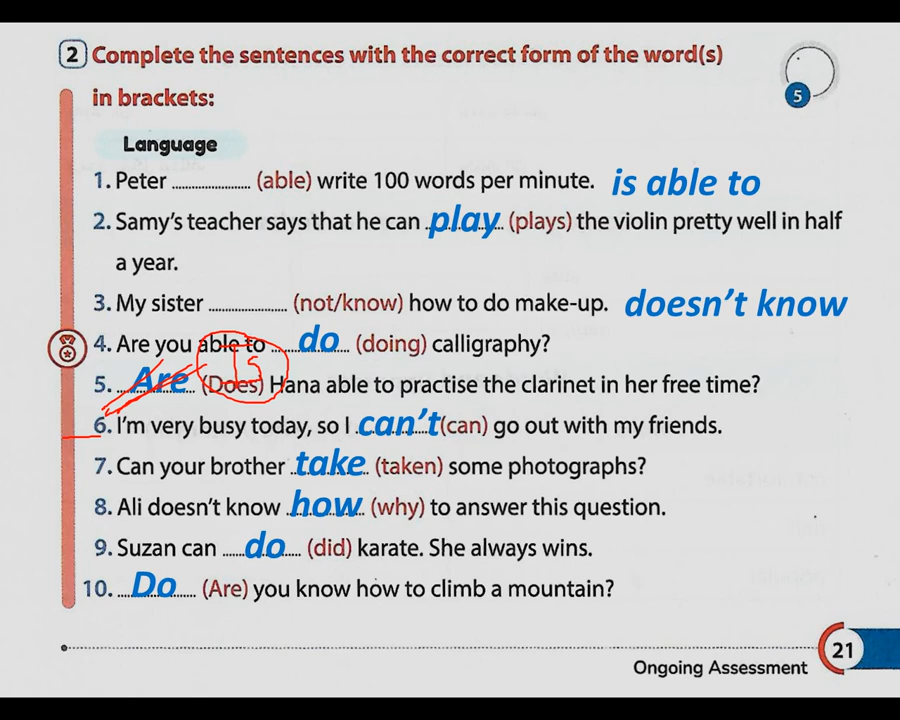 2 Complete the sentences with the correct form of the word(s)
in brackets:
5
Language
1. Peter ........................ (able) write 100 words per minute. is able to
2. Samy's teacher says that he can play (plays) the violin pretty well in half
a year.
3. My sister ........................ (not/know) how to do make-up. doesn't know
4. Are you able to do (doing) calligraphy?
5. Are (Does) Is Hana able to practise the clarinet in her free time?
6. I'm very busy today, so I can't (can) go out with my friends.
7. Can your brother take (taken) some photographs?
8. Ali doesn't know how (why) to answer this question.
9. Suzan can do (did) karate. She always wins.
10. Do (Are) you know how to climb a mountain?
Ongoing Assessment 21